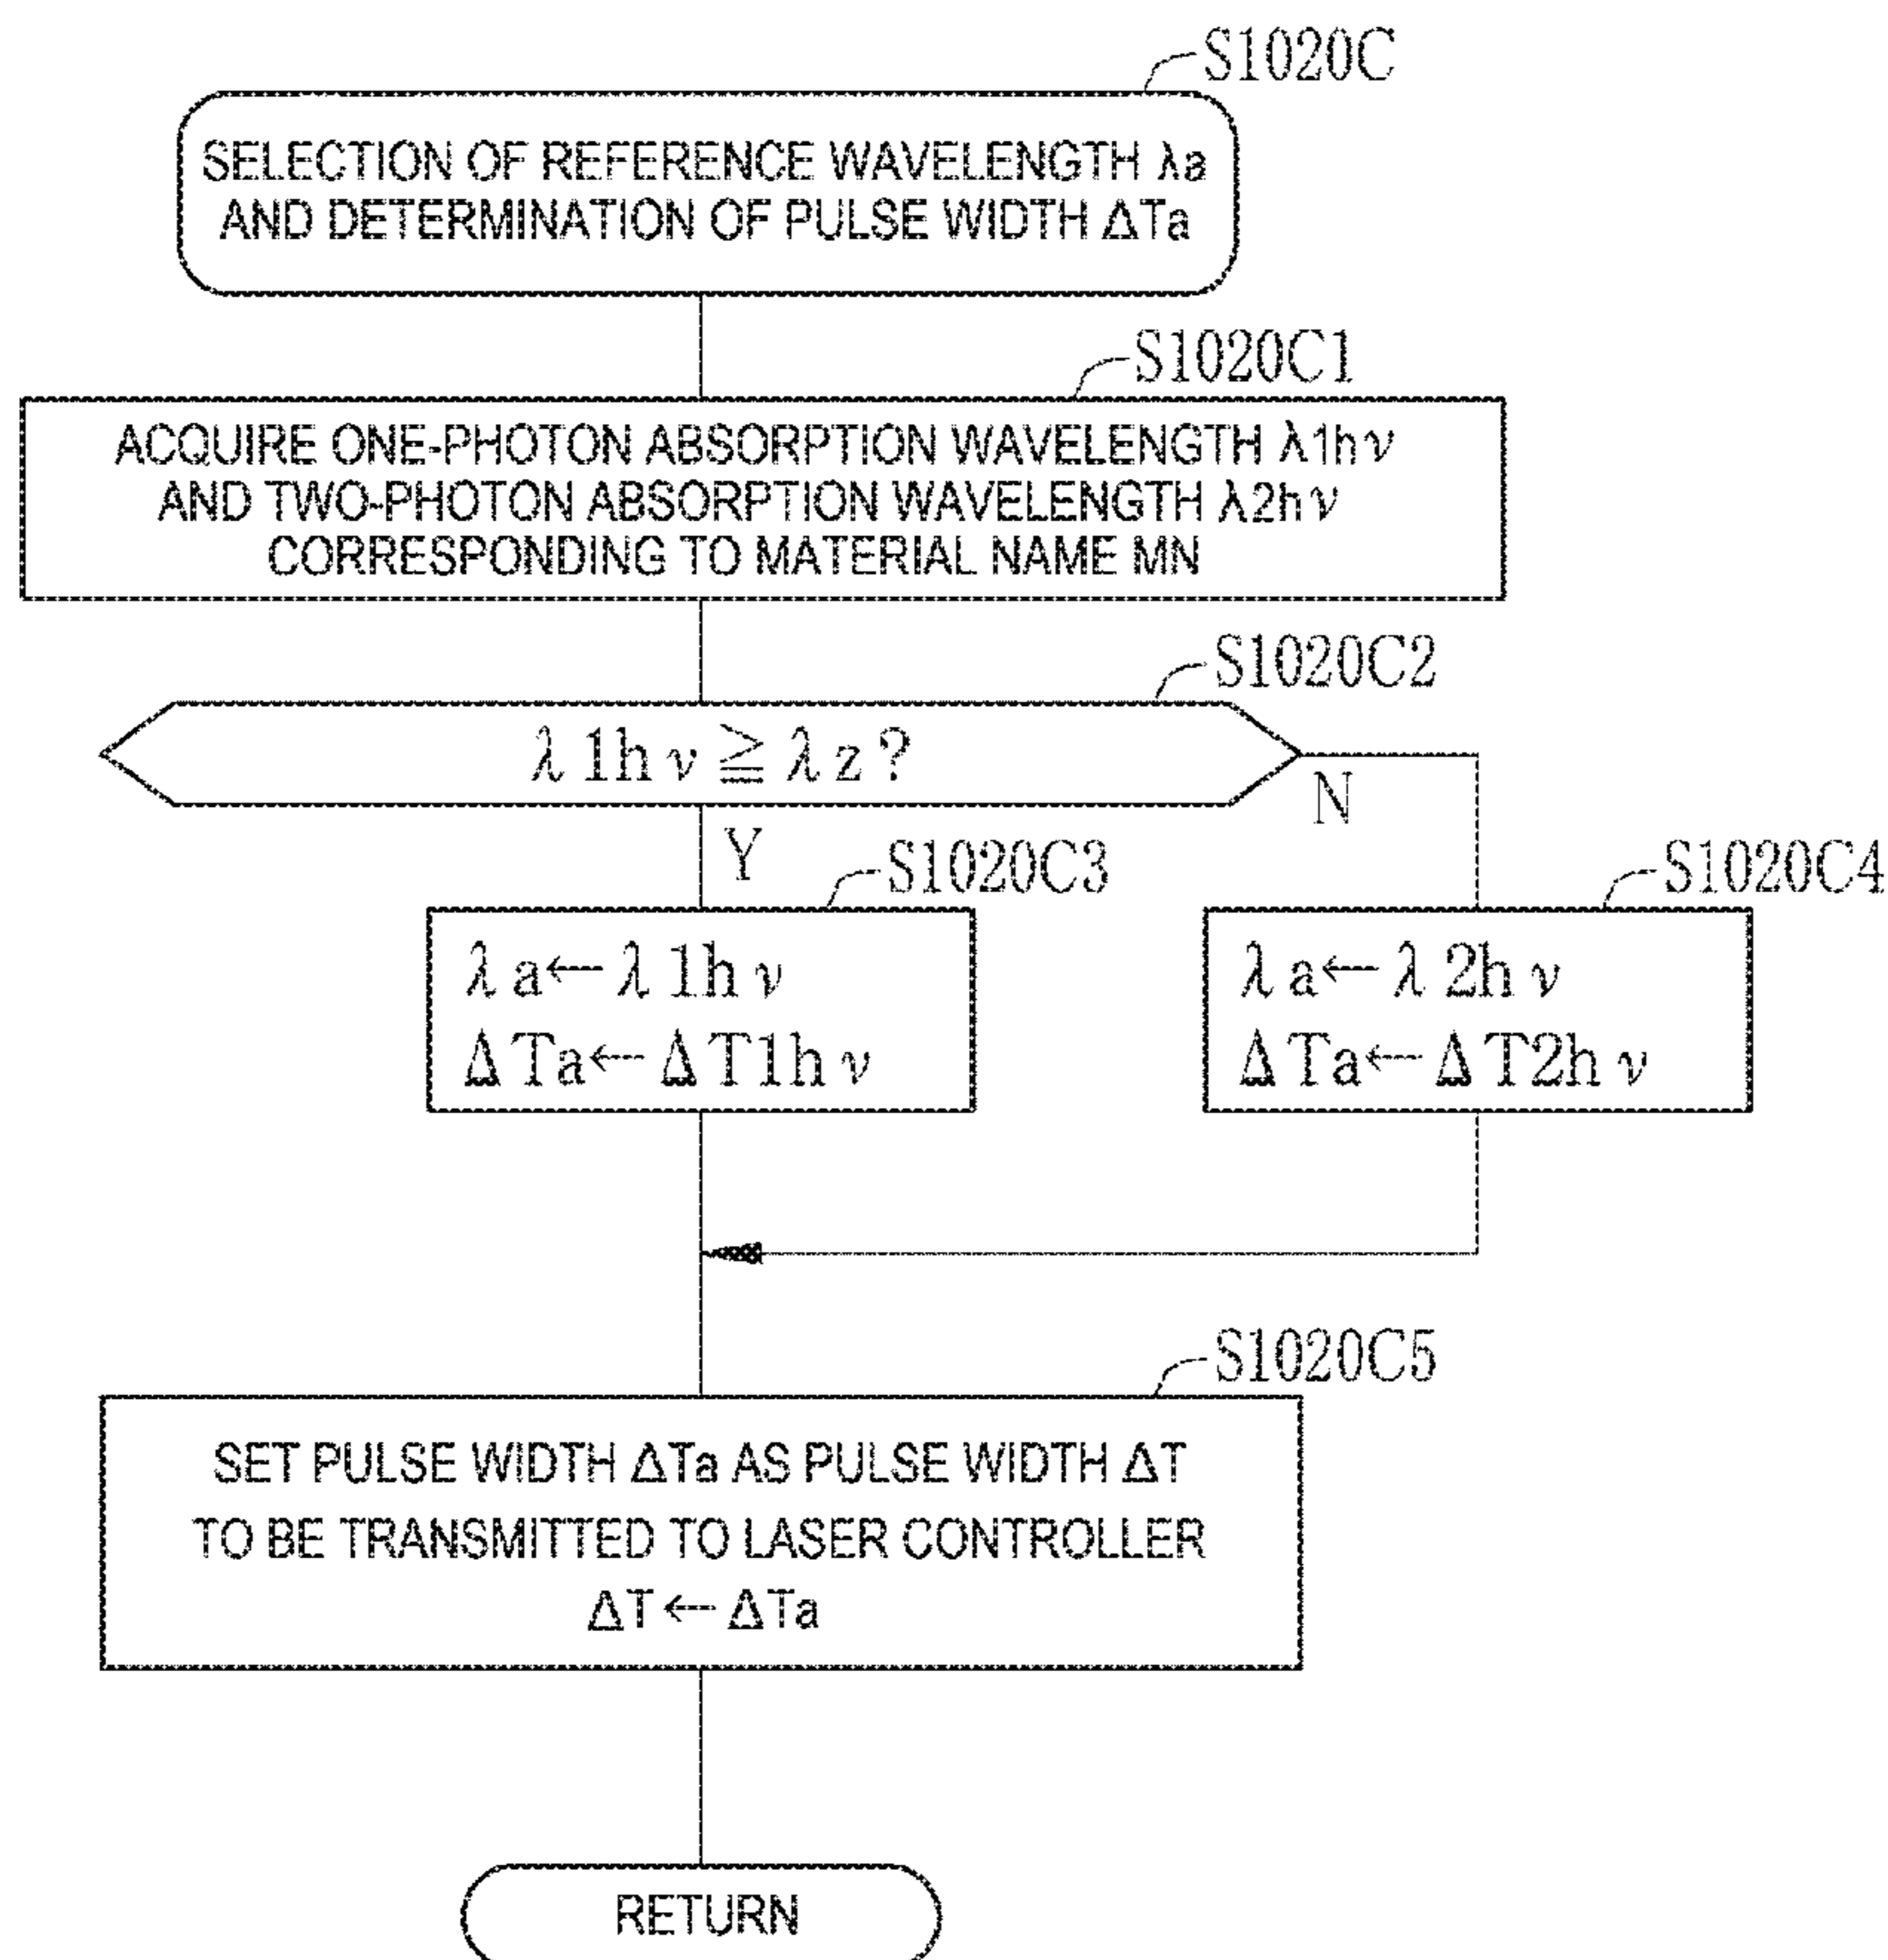 S1020C
SELECTION OF REFERENCE WAVELENGTH λa
AND DETERMINATION OF PULSE WIDTH ΔTa
S1020C1
ACQUIRE ONE-PHOTON ABSORPTION WAVELENGTH λ1hν
AND TWO-PHOTON ABSORPTION WAVELENGTH λ2hν
CORRESPONDING TO MATERIAL NAME MN
S1020C2
λ1hν≧λz?
N
Y
S1020C3
λa←λ1hν
ΔTa←ΔT1hν
S1020C4
λa←λ2hν
ΔTa←ΔT2hν
S1020C5
SET PULSE WIDTH ΔTa AS PULSE WIDTH ΔT
TO BE TRANSMITTED TO LASER CONTROLLER
ΔT←ΔTa
RETURN